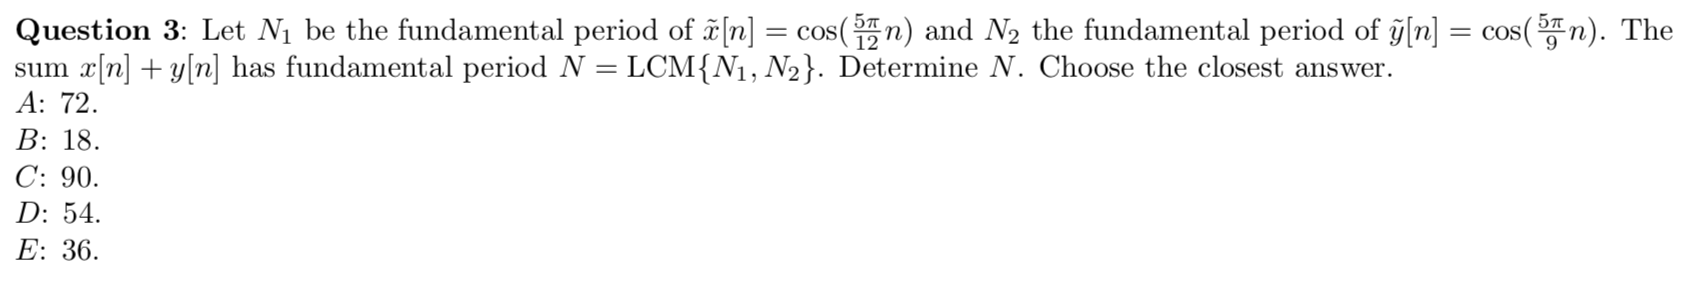 Question 3: Let N₁ be the fundamental period of x̃[n] = cos(5π/12 n) and N₂ the fundamental period of ỹ[n] = cos(5π/9 n). The
sum x[n] + y[n] has fundamental period N = LCM{N₁, N₂}. Determine N. Choose the closest answer.
A: 72.
B: 18.
C: 90.
D: 54.
E: 36.